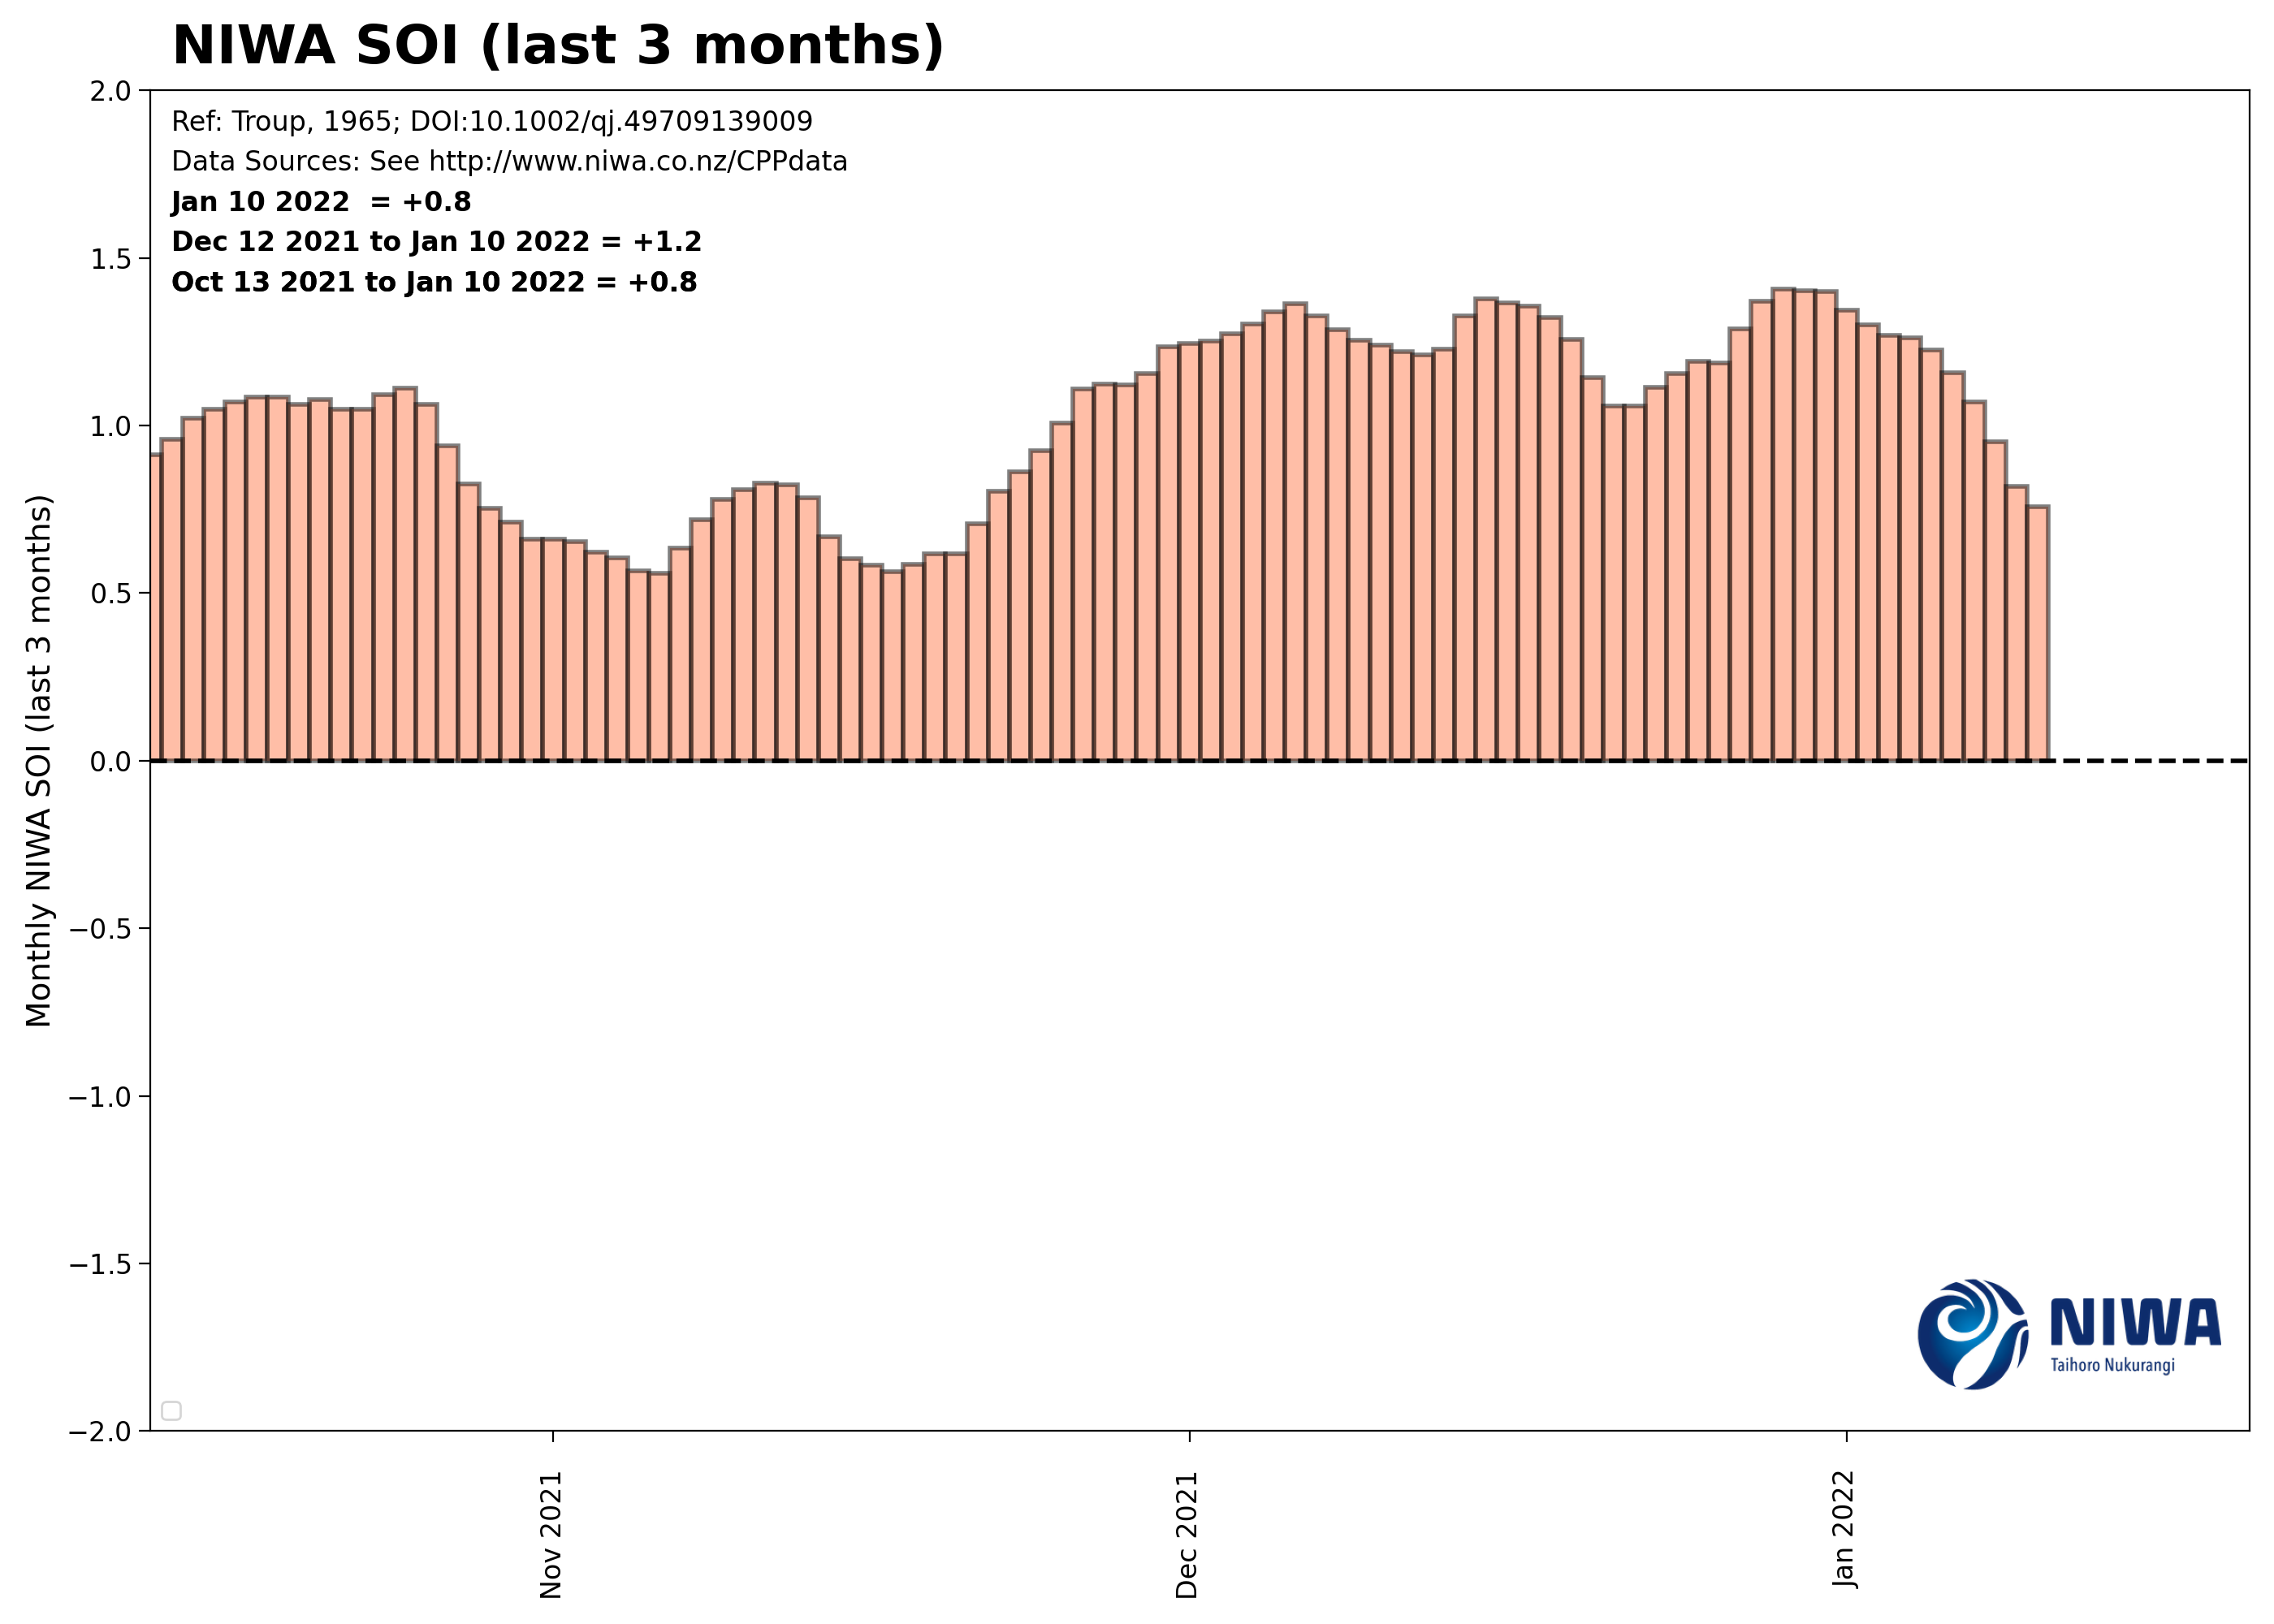 NIWA SOI (last 3 months)
Ref: Troup, 1965; DOI:10.1002/qj.49709139009
Data Sources: See http://www.niwa.co.nz/CPPdata
Jan 10 2022  = +0.8
Dec 12 2021 to Jan 10 2022 = +1.2
Oct 13 2021 to Jan 10 2022 = +0.8
Monthly NIWA SOI (last 3 months)
2.0
1.5
1.0
0.5
0.0
−0.5
−1.0
−1.5
−2.0
NIWA
Taihoro Nukurangi
Nov 2021
Dec 2021
Jan 2022